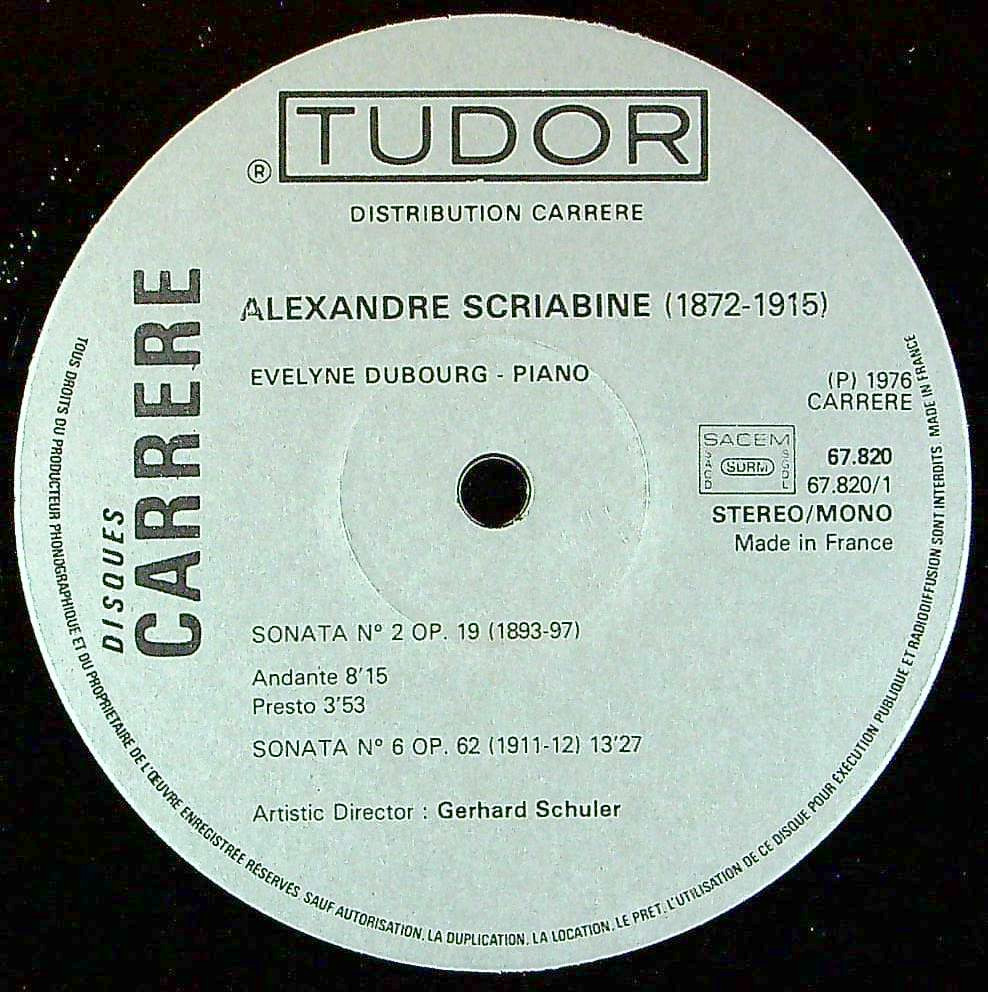 TUDOR
®
DISTRIBUTION CARRERE
DISQUES
CARRERE
ALEXANDRE SCRIABINE (1872-1915)
EVELYNE DUBOURG - PIANO
(P) 1976
CARRERE
SACEM
SACD
SDRM
SGDL
67.820
67.820/1
STEREO/MONO
Made in France
SONATA N° 2 OP. 19 (1893-97)
Andante 8'15
Presto 3'53
SONATA N° 6 OP. 62 (1911-12) 13'27
Artistic Director : Gerhard Schuler
TOUS DROITS DU PRODUCTEUR PHONOGRAPHIQUE ET DU PROPRIETAIRE DE L'ŒUVRE ENREGISTRÉE RÉSERVÉS. SAUF AUTORISATION, LA DUPLICATION, LA LOCATION, LE PRET, L'UTILISATION DE CE DISQUE POUR EXECUTION PUBLIQUE ET RADIODIFFUSION SONT INTERDITS. MADE IN FRANCE